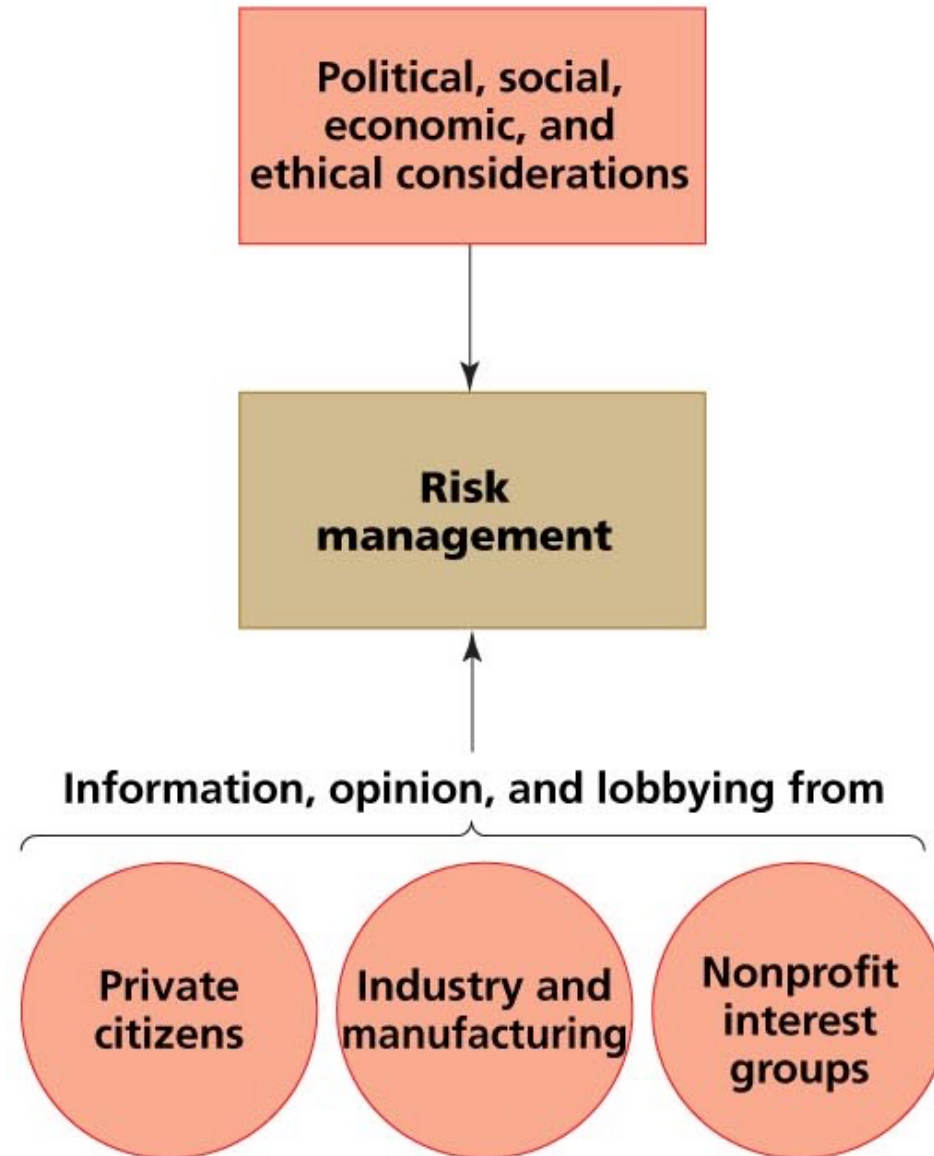 Political, social,
economic, and
ethical considerations
Risk
management
Information, opinion, and lobbying from
Private
citizens
Industry and
manufacturing
Nonprofit
interest
groups